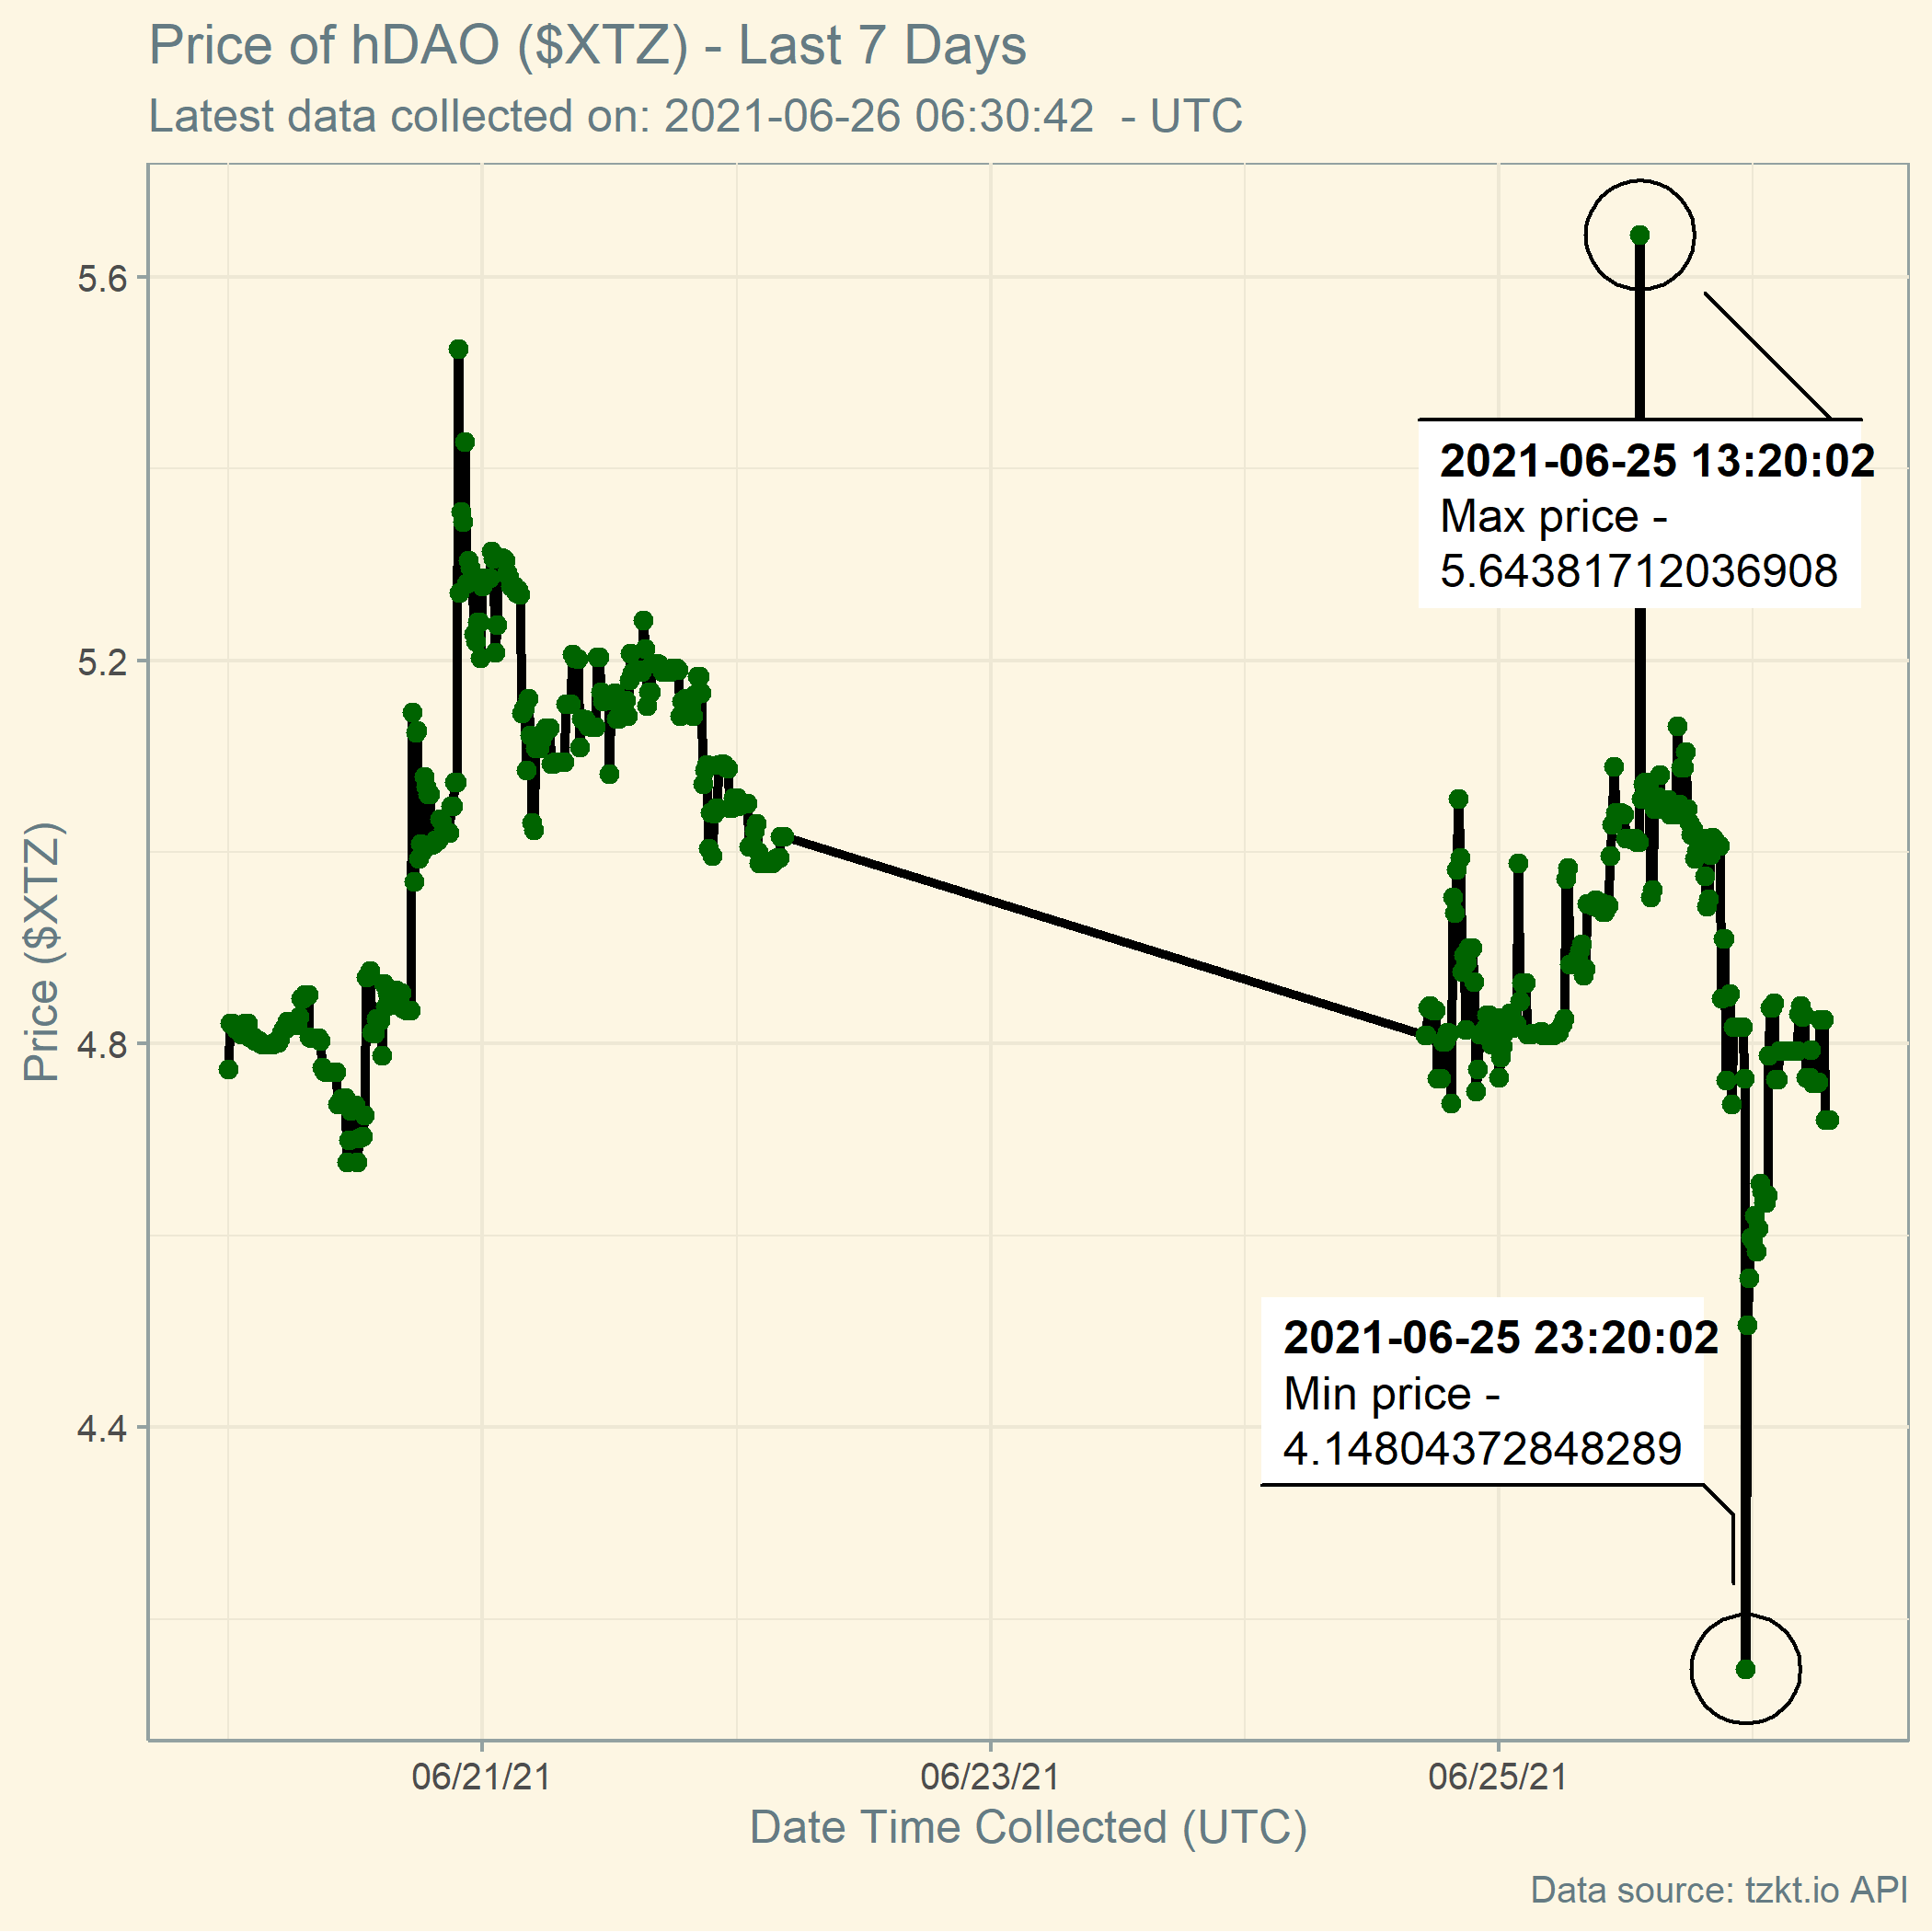 Price of hDAO ($XTZ) - Last 7 Days
Latest data collected on: 2021-06-26 06:30:42  - UTC
5.6
5.2
4.8
4.4
Price ($XTZ)
2021-06-25 13:20:02
Max price -
5.64381712036908
2021-06-25 23:20:02
Min price -
4.14804372848289
06/21/21
06/23/21
06/25/21
Date Time Collected (UTC)
Data source: tzkt.io API